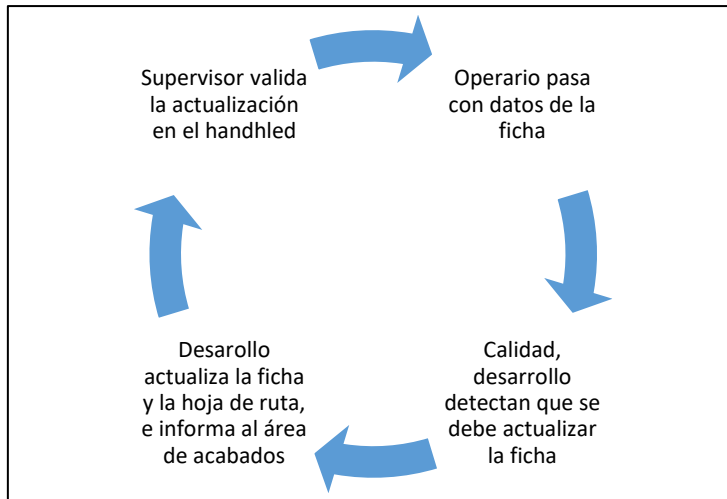 Supervisor valida
la actualización
en el handhled
Operario pasa
con datos de la
ficha
Calidad,
desarrollo
detectan que se
debe actualizar
la ficha
Desarollo
actualiza la ficha
y la hoja de ruta,
e informa al área
de acabados